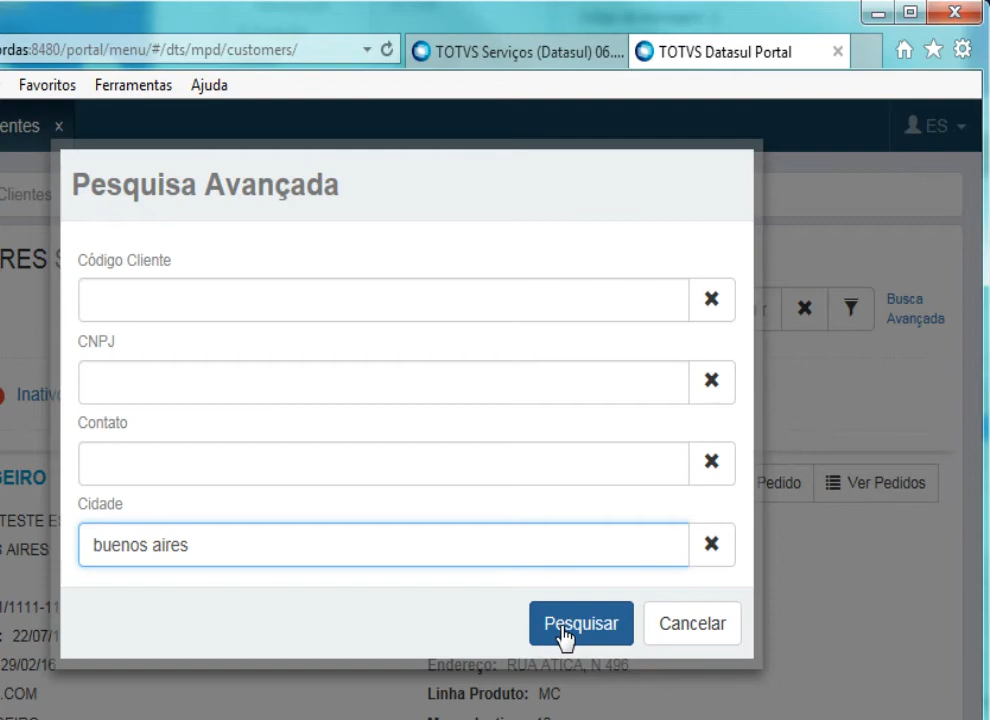 ordas:8480/portal/menu/#/dts/mpd/customers/
TOTVS Serviços (Datasul) 06....
TOTVS Datasul Portal
Favoritos Ferramentas Ajuda
entes x
ES
Clientes
Pesquisa Avançada
RES S
Código Cliente
Busca
Avançada
CNPJ
Inativo
Contato
EIRO
Pedido
Ver Pedidos
Cidade
TESTE E
buenos aires
S AIRES
1/1111-11
Pesquisar
Cancelar
: 22/07/1
29/02/16
Endereço: RUA ATICA, N 496
.COM
Linha Produto: MC